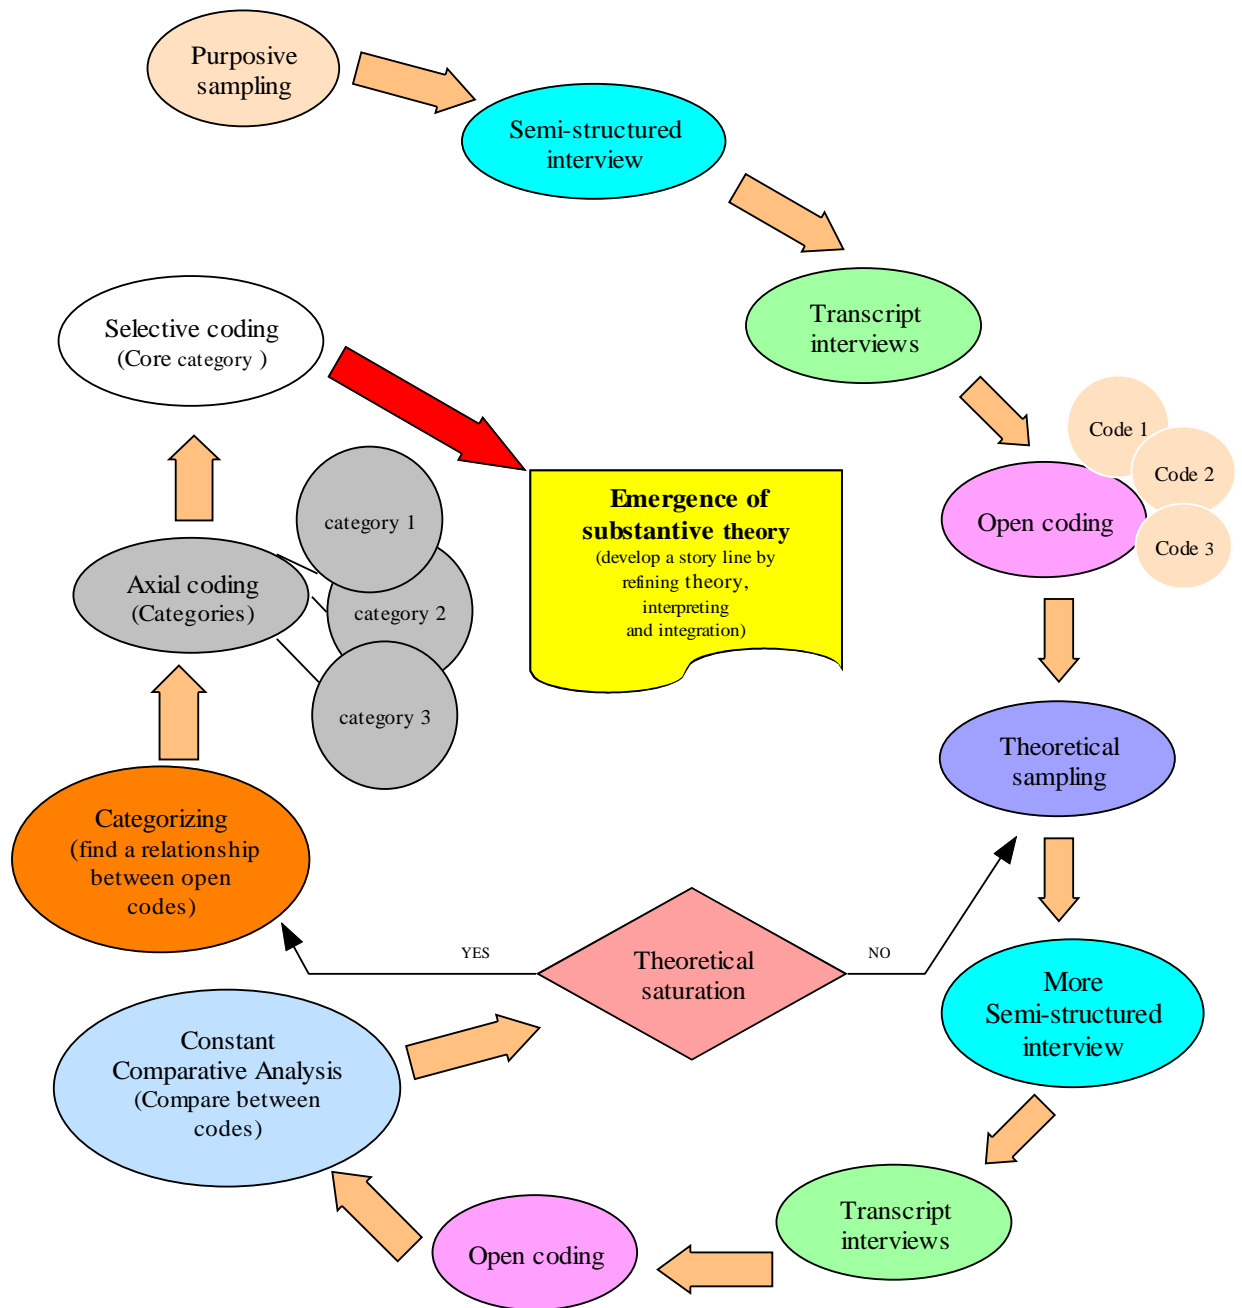 Purposive
sampling
Semi-structured
interview
Transcript
interviews
Code 1
Code 2
Code 3
Open coding
Theoretical
sampling
More
Semi-structured
interview
Transcript
interviews
Open coding
Constant
Comparative Analysis
(Compare between
codes)
Theoretical
saturation
YES
NO
Categorizing
(find a relationship
between open
codes)
Axial coding
(Categories)
category 1
category 2
category 3
Selective coding
(Core category )
Emergence of
substantive theory
(develop a story line by
refining theory,
interpreting
and integration)